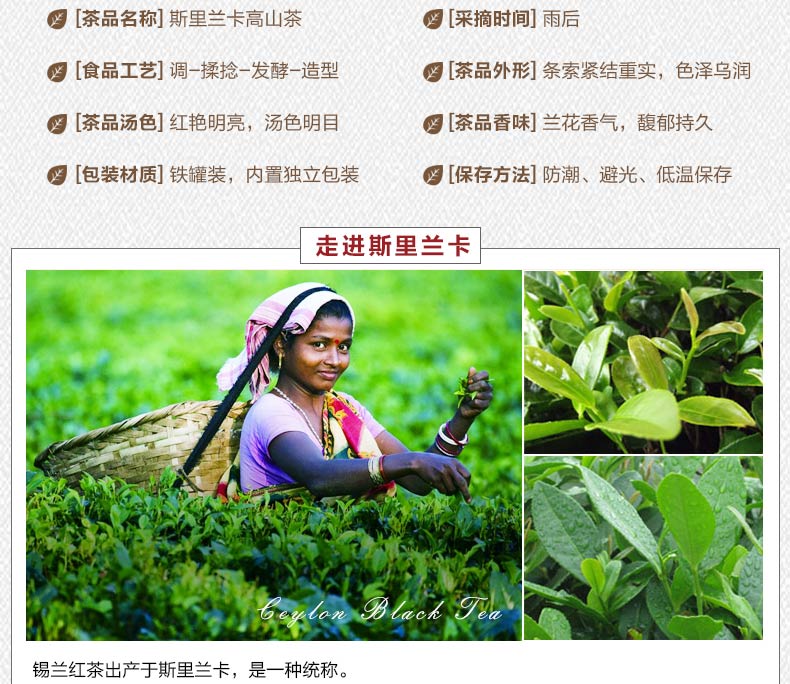 [茶品名称] 斯里兰卡高山茶 [采摘时间] 雨后
[食品工艺] 调–揉捻–发酵–造型 [茶品外形] 条索紧结重实，色泽乌润
[茶品汤色] 红艳明亮，汤色明目 [茶品香味] 兰花香气，馥郁持久
[包装材质] 铁罐装，内置独立包装 [保存方法] 防潮、避光、低温保存
走进斯里兰卡
Ceylon Black Tea
锡兰红茶出产于斯里兰卡，是一种统称。